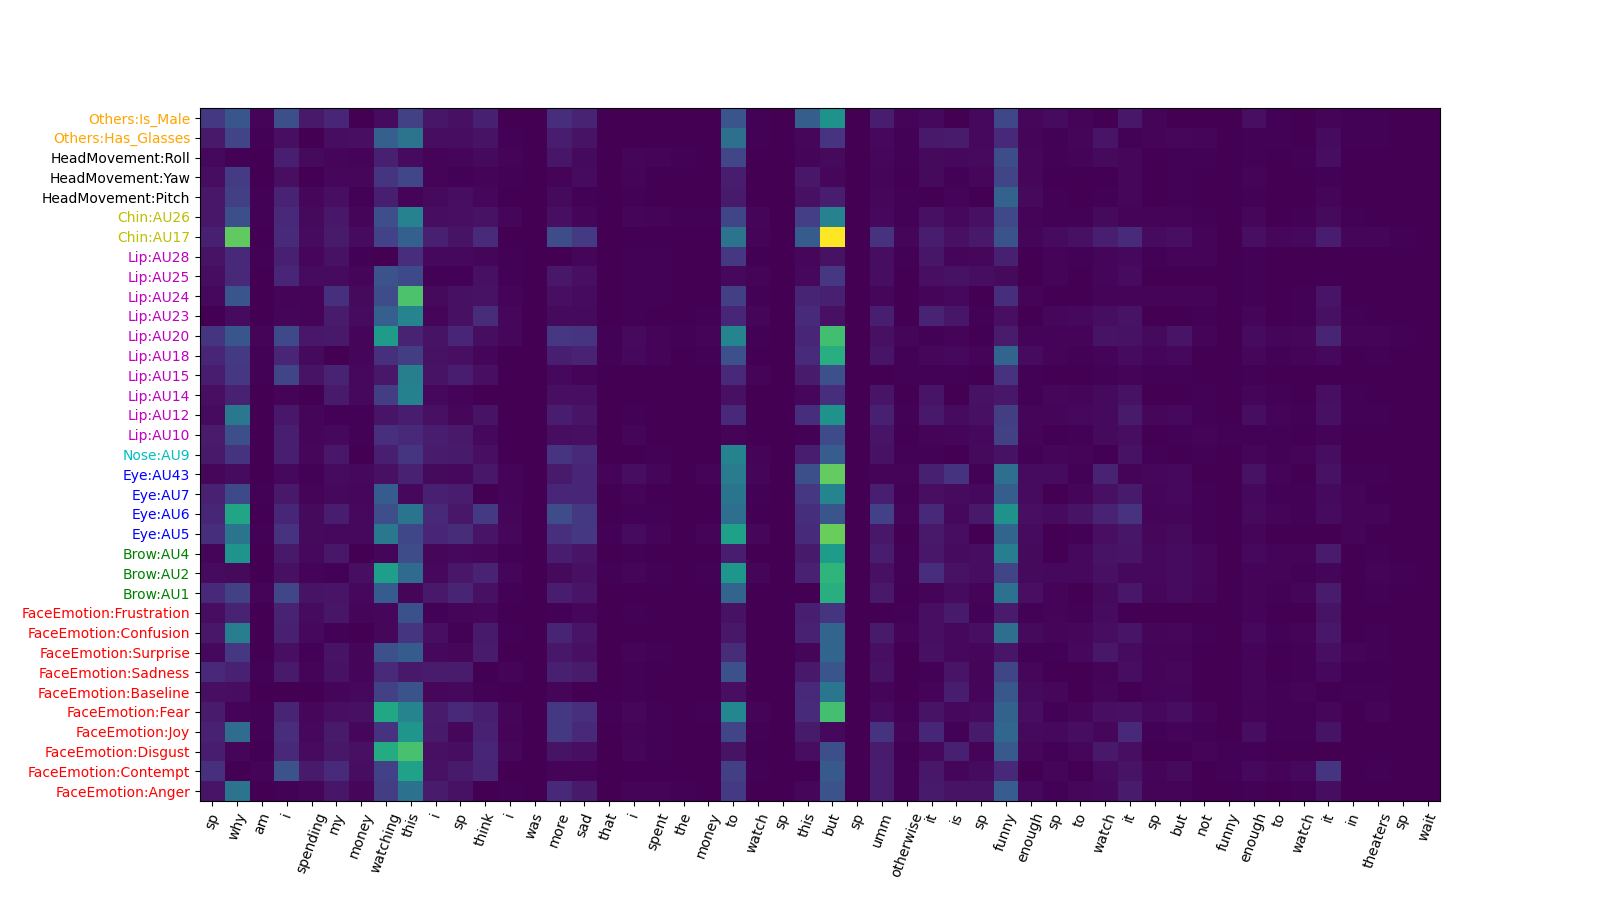 Others:Is_Male
Others:Has_Glasses
HeadMovement:Roll
HeadMovement:Yaw
HeadMovement:Pitch
Chin:AU26
Chin:AU17
Lip:AU28
Lip:AU25
Lip:AU24
Lip:AU23
Lip:AU20
Lip:AU18
Lip:AU15
Lip:AU14
Lip:AU12
Lip:AU10
Nose:AU9
Eye:AU43
Eye:AU7
Eye:AU6
Eye:AU5
Brow:AU4
Brow:AU2
Brow:AU1
FaceEmotion:Frustration
FaceEmotion:Confusion
FaceEmotion:Surprise
FaceEmotion:Sadness
FaceEmotion:Baseline
FaceEmotion:Fear
FaceEmotion:Joy
FaceEmotion:Disgust
FaceEmotion:Contempt
FaceEmotion:Anger
sp why am i spending my money watching this i sp think i was more sad that i spent the money to watch sp this but sp umm otherwise it is sp funny enough sp to watch it sp but not funny enough to watch it in theaters sp wait